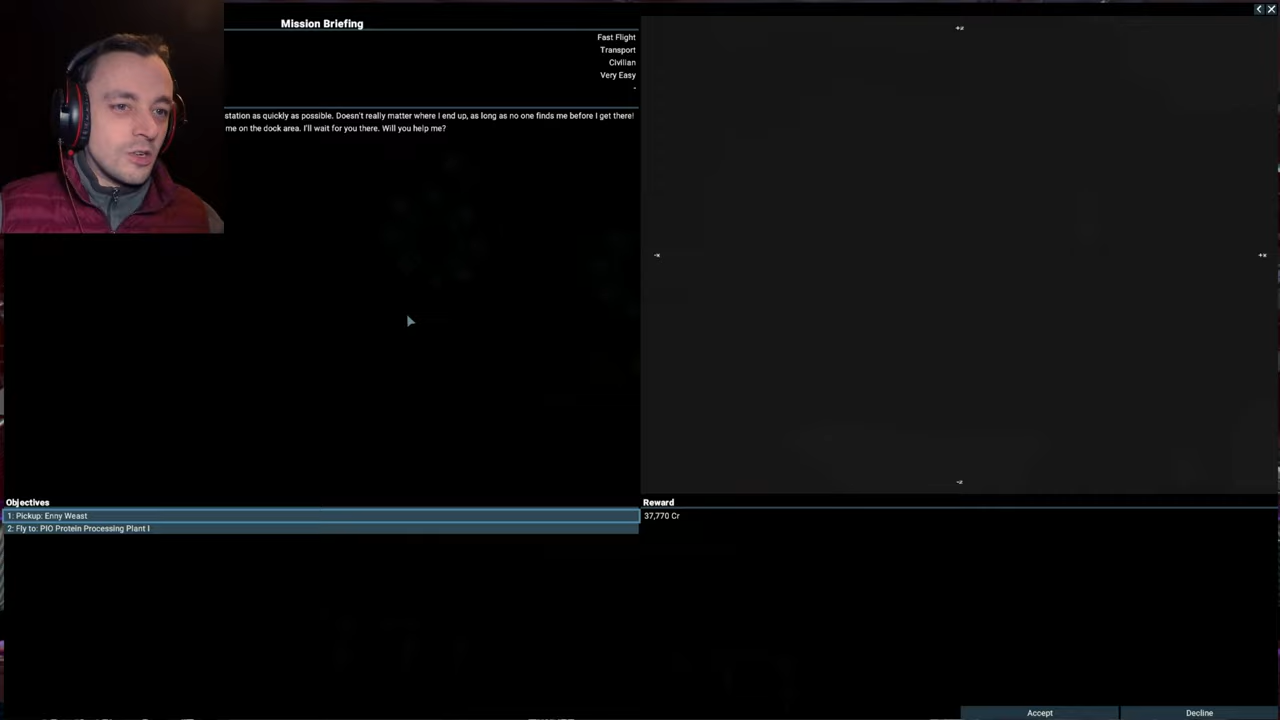 Mission Briefing
Fast Flight
Transport
Civilian
Very Easy
-
station as quickly as possible. Doesn't really matter where I end up, as long as no one finds me before I get there!
me on the dock area. I'll wait for you there. Will you help me?
+z
-x
+x
-z
Objectives
1: Pickup: Enny Weast
2: Fly to: PIO Protein Processing Plant I
Reward
37,770 Cr
Accept
Decline